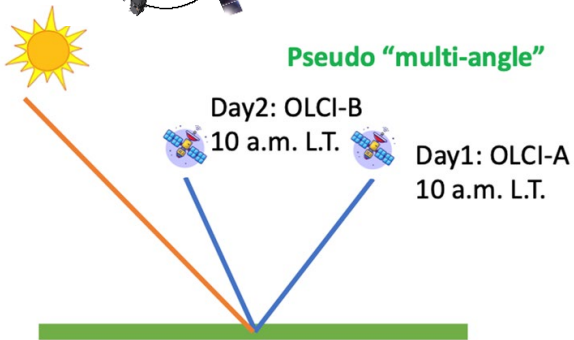 Pseudo “multi-angle”
Day2: OLCI-B
10 a.m. L.T.
Day1: OLCI-A
10 a.m. L.T.